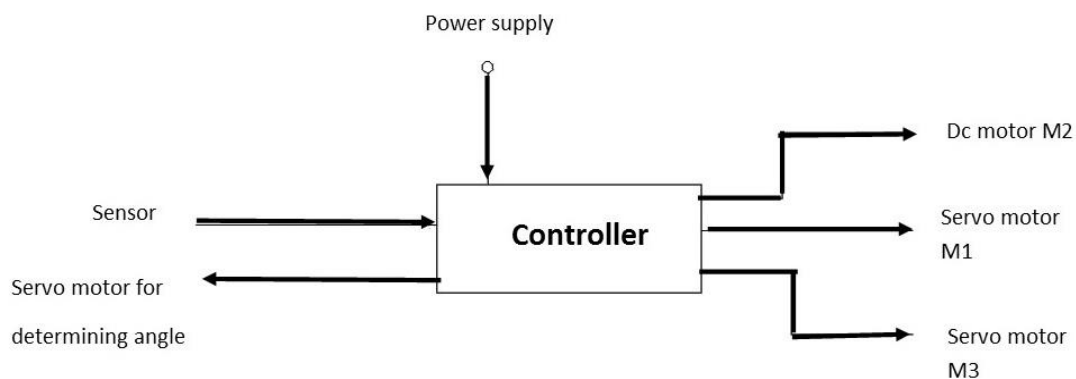 Power supply
Dc motor M2
Sensor
Controller
Servo motor
M1
Servo motor for
determining angle
Servo motor
M3